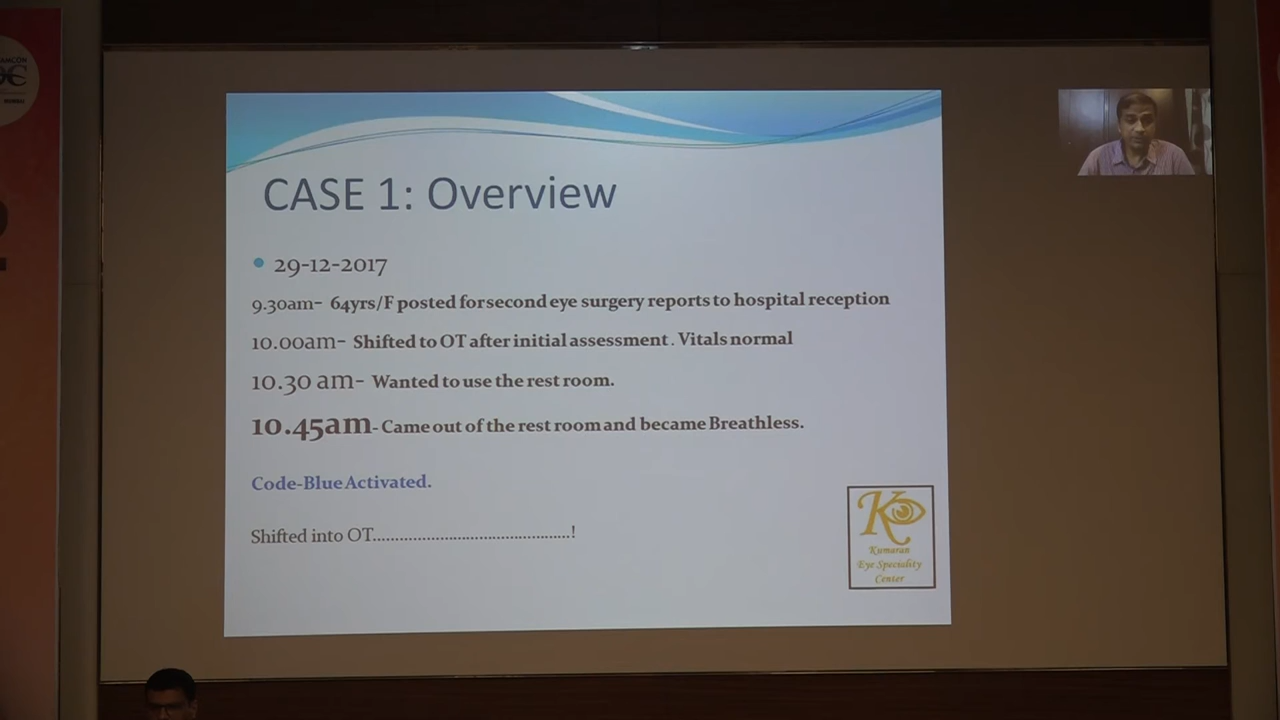 CASE 1: Overview
29-12-2017
9.30am- 64yrs/F posted for second eye surgery reports to hospital reception
10.00am- Shifted to OT after initial assessment. Vitals normal
10.30 am- Wanted to use the rest room.
10.45am- Came out of the rest room and became Breathless.
Code-Blue Activated.
Shifted into OT.............................................!
Kumaran
Eye Speciality
Center